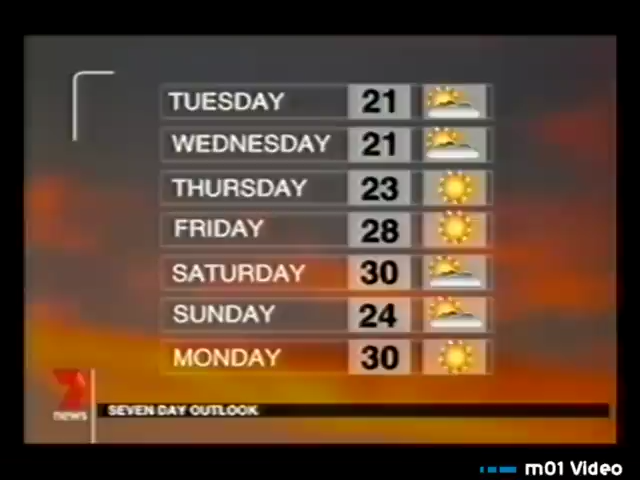 TUESDAY 21
WEDNESDAY 21
THURSDAY 23
FRIDAY 28
SATURDAY 30
SUNDAY 24
MONDAY 30
7
news
SEVEN DAY OUTLOOK
m01 Video